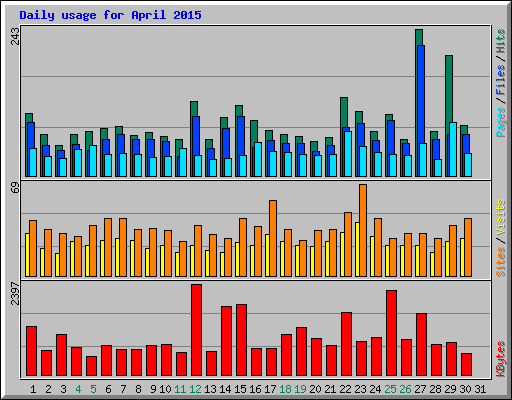 Daily usage for April 2015
243
Pages / Files / Hits
69
Sites / Visits
2397
KBytes
1 2 3 4 5 6 7 8 9 10 11 12 13 14 15 16 17 18 19 20 21 22 23 24 25 26 27 28 29 30 31